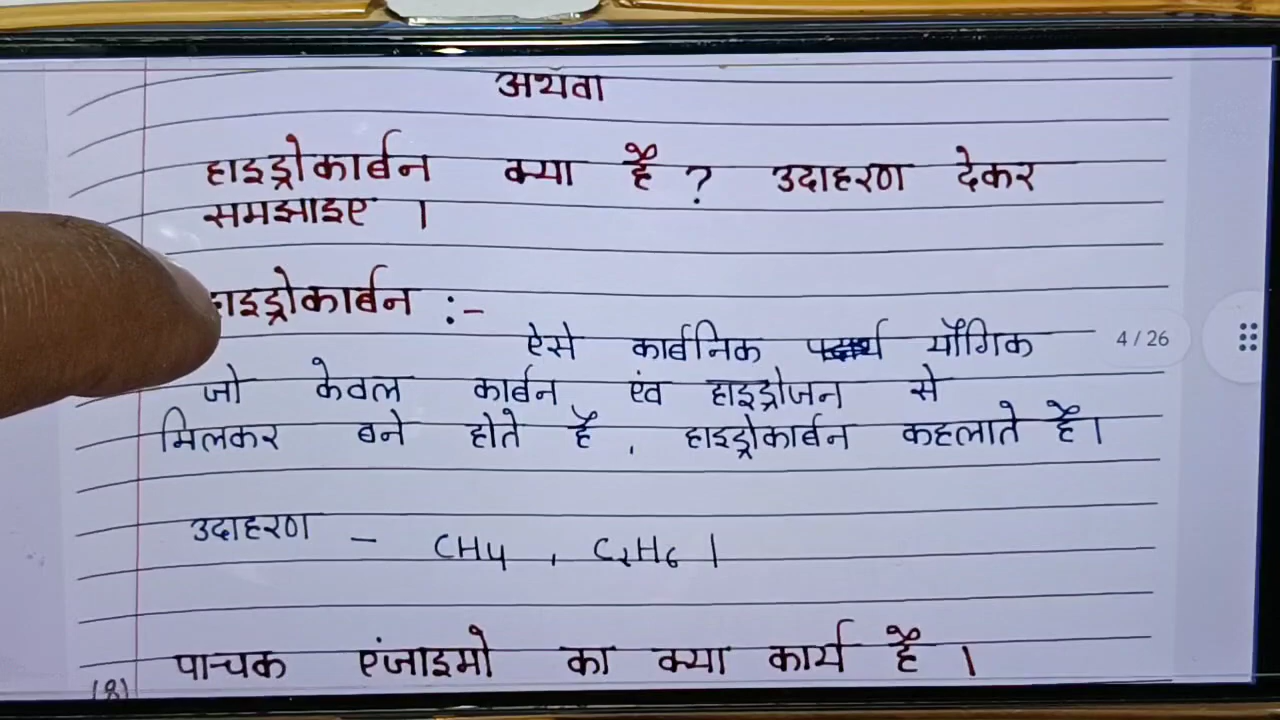 अथवा
हाइड्रोकार्बन क्या है ? उदाहरण देकर
समझाइए ।
हाइड्रोकार्बन :-
ऐसे कार्बनिक यौगिक
4 / 26
जो केवल कार्बन एंव हाइड्रोजन से
मिलकर बने होते है , हाइड्रोकार्बन कहलाते है।
उदाहरण - CH4 , C2H6 |
पाचक एंजाइमो का क्या कार्य है ।
(8)